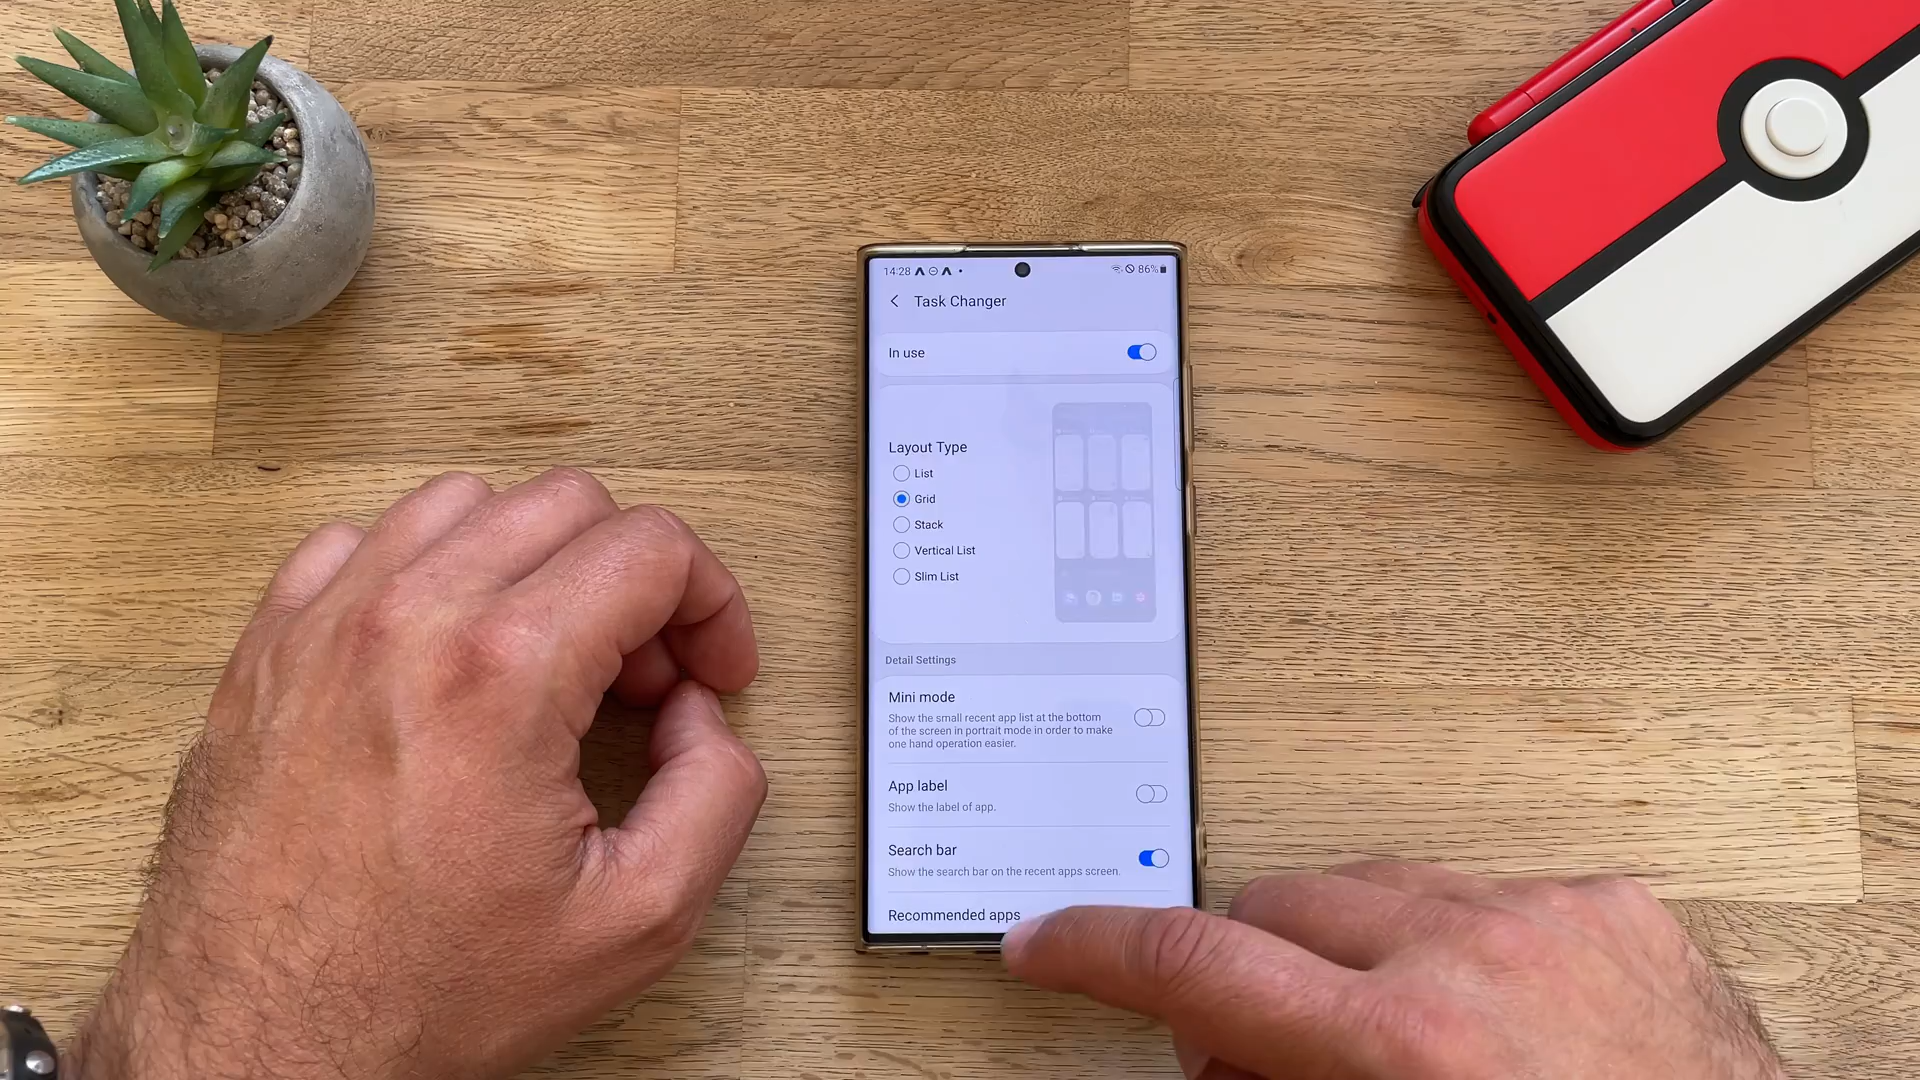 14:28
86%
Task Changer
In use
Layout Type
List
Grid
Stack
Vertical List
Slim List
Detail Settings
Mini mode
Show the small recent app list at the bottom
of the screen in portrait mode in order to make
one hand operation easier.
App label
Show the label of app.
Search bar
Show the search bar on the recent apps screen.
Recommended apps